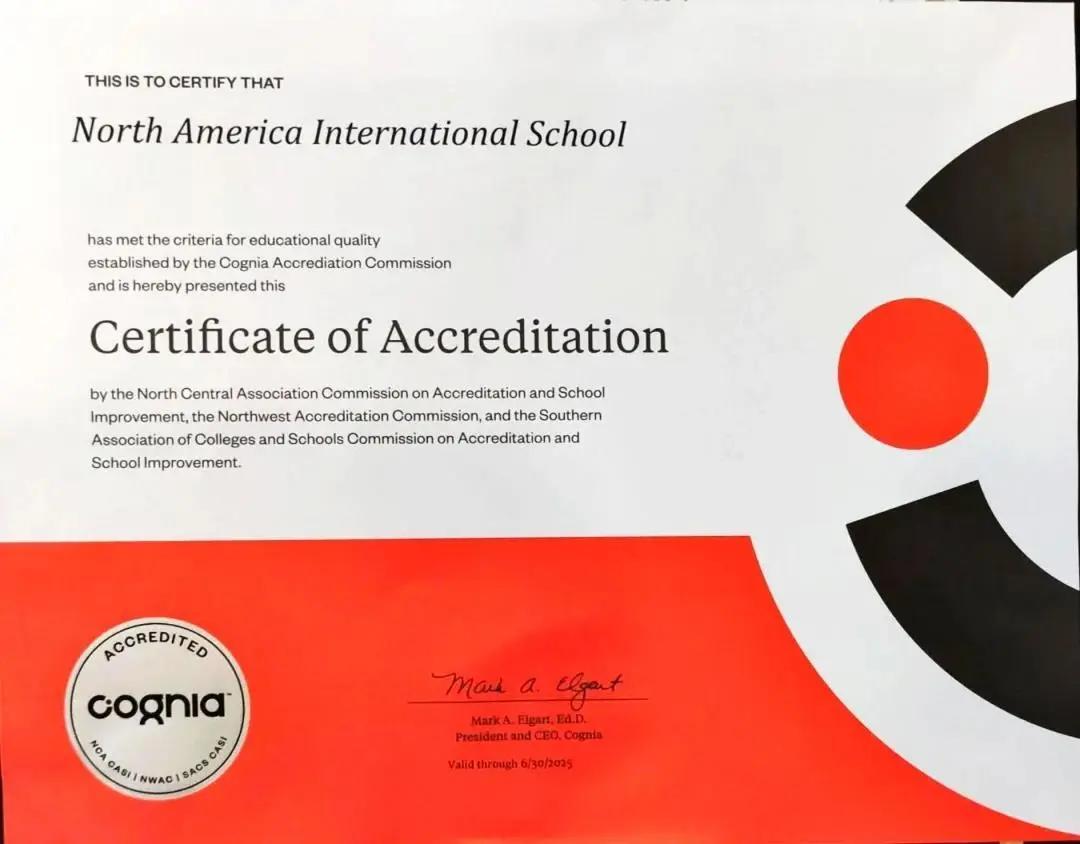 THIS IS TO CERTIFY THAT
North America International School
has met the criteria for educational quality
established by the Cognia Accrediation Commission
and is hereby presented this
Certificate of Accreditation
by the North Central Association Commission on Accreditation and School
Improvement, the Northwest Accreditation Commission, and the Southern
Association of Colleges and Schools Commission on Accreditation and
School Improvement.
ACCREDITED
cognia™
NCA CASI | NWAC | SACS CASI
Mark A. Elgart
Mark A. Elgart, Ed.D.
President and CEO, Cognia
Valid through 6/30/2025